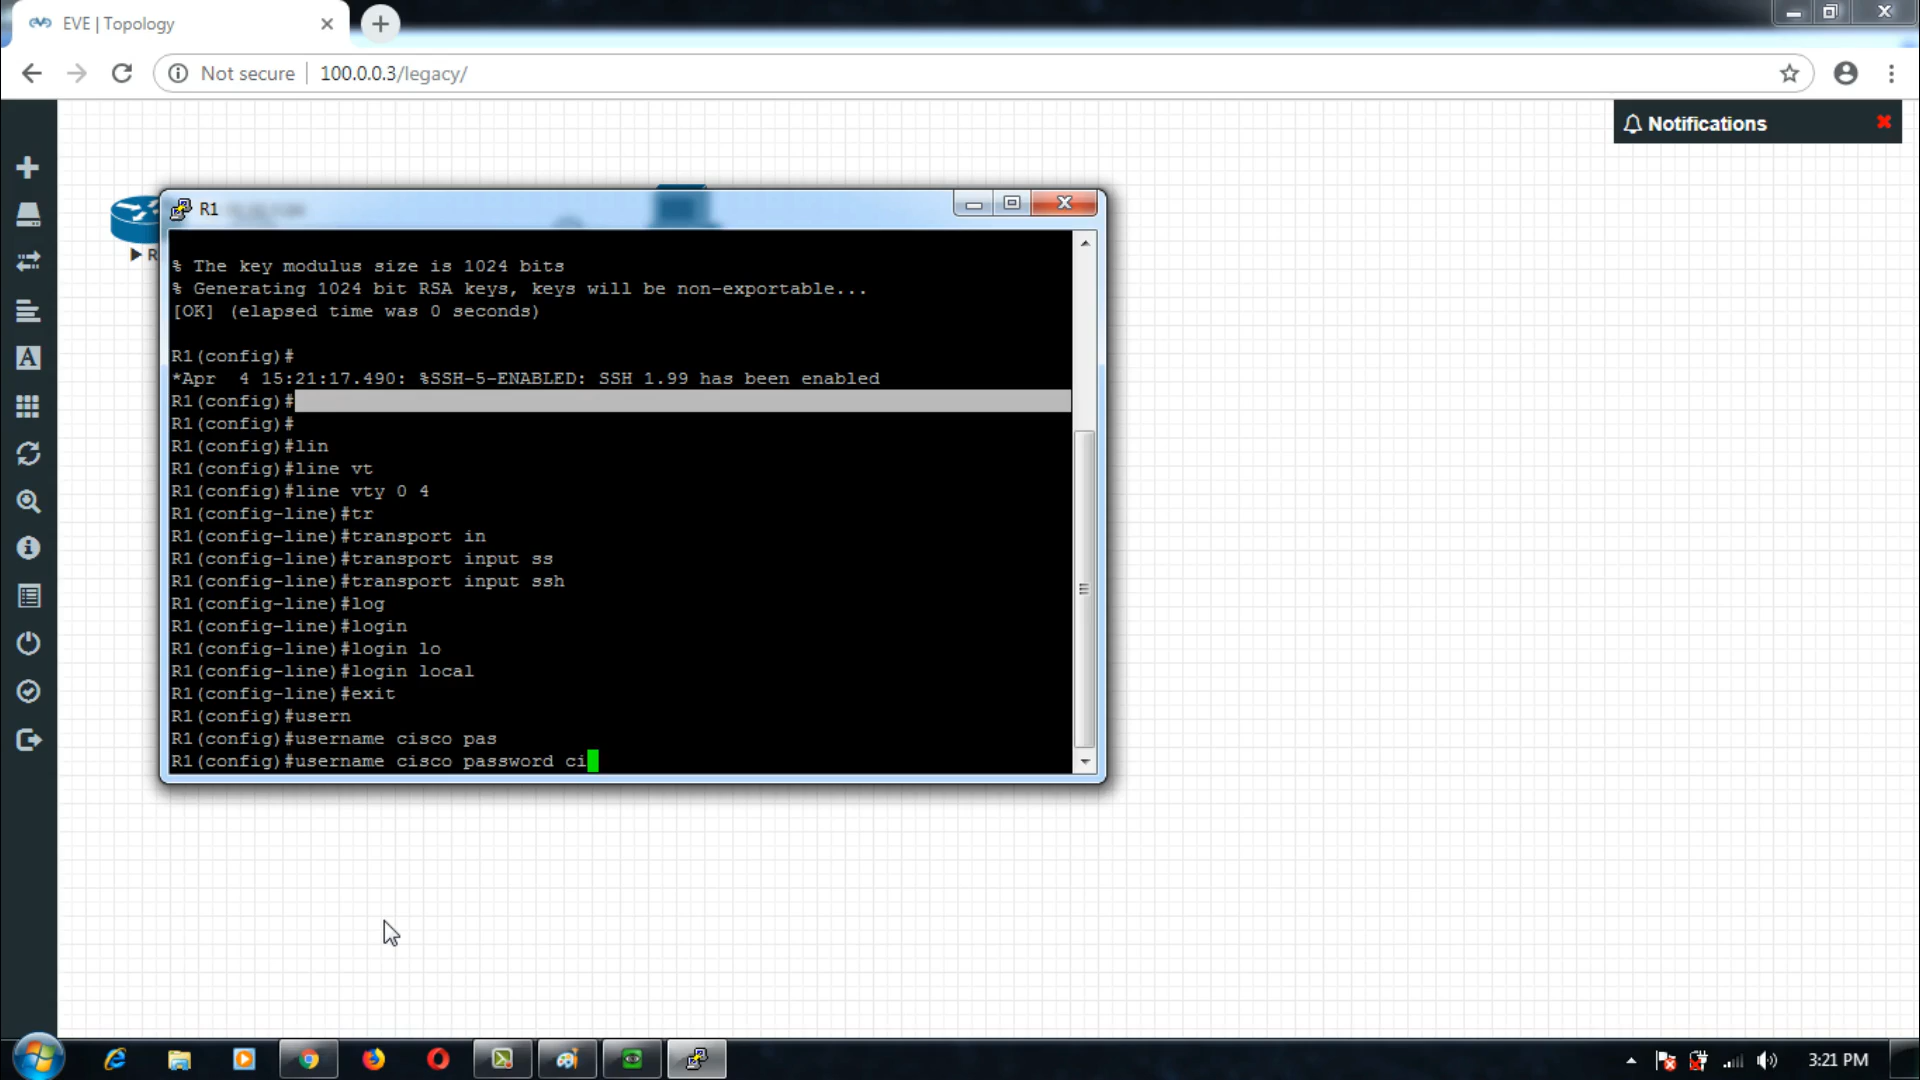 EVE | Topology
Not secure
100.0.0.3/legacy/
Notifications
R
R1
% The key modulus size is 1024 bits
% Generating 1024 bit RSA keys, keys will be non-exportable...
[OK] (elapsed time was 0 seconds)
R1(config)#
*Apr  4 15:21:17.490: %SSH-5-ENABLED: SSH 1.99 has been enabled
R1(config)#
R1(config)#
R1(config)#lin
R1(config)#line vt
R1(config)#line vty 0 4
R1(config-line)#tr
R1(config-line)#transport in
R1(config-line)#transport input ss
R1(config-line)#transport input ssh
R1(config-line)#log
R1(config-line)#login
R1(config-line)#login lo
R1(config-line)#login local
R1(config-line)#exit
R1(config)#usern
R1(config)#username cisco pas
R1(config)#username cisco password ci
3:21 PM